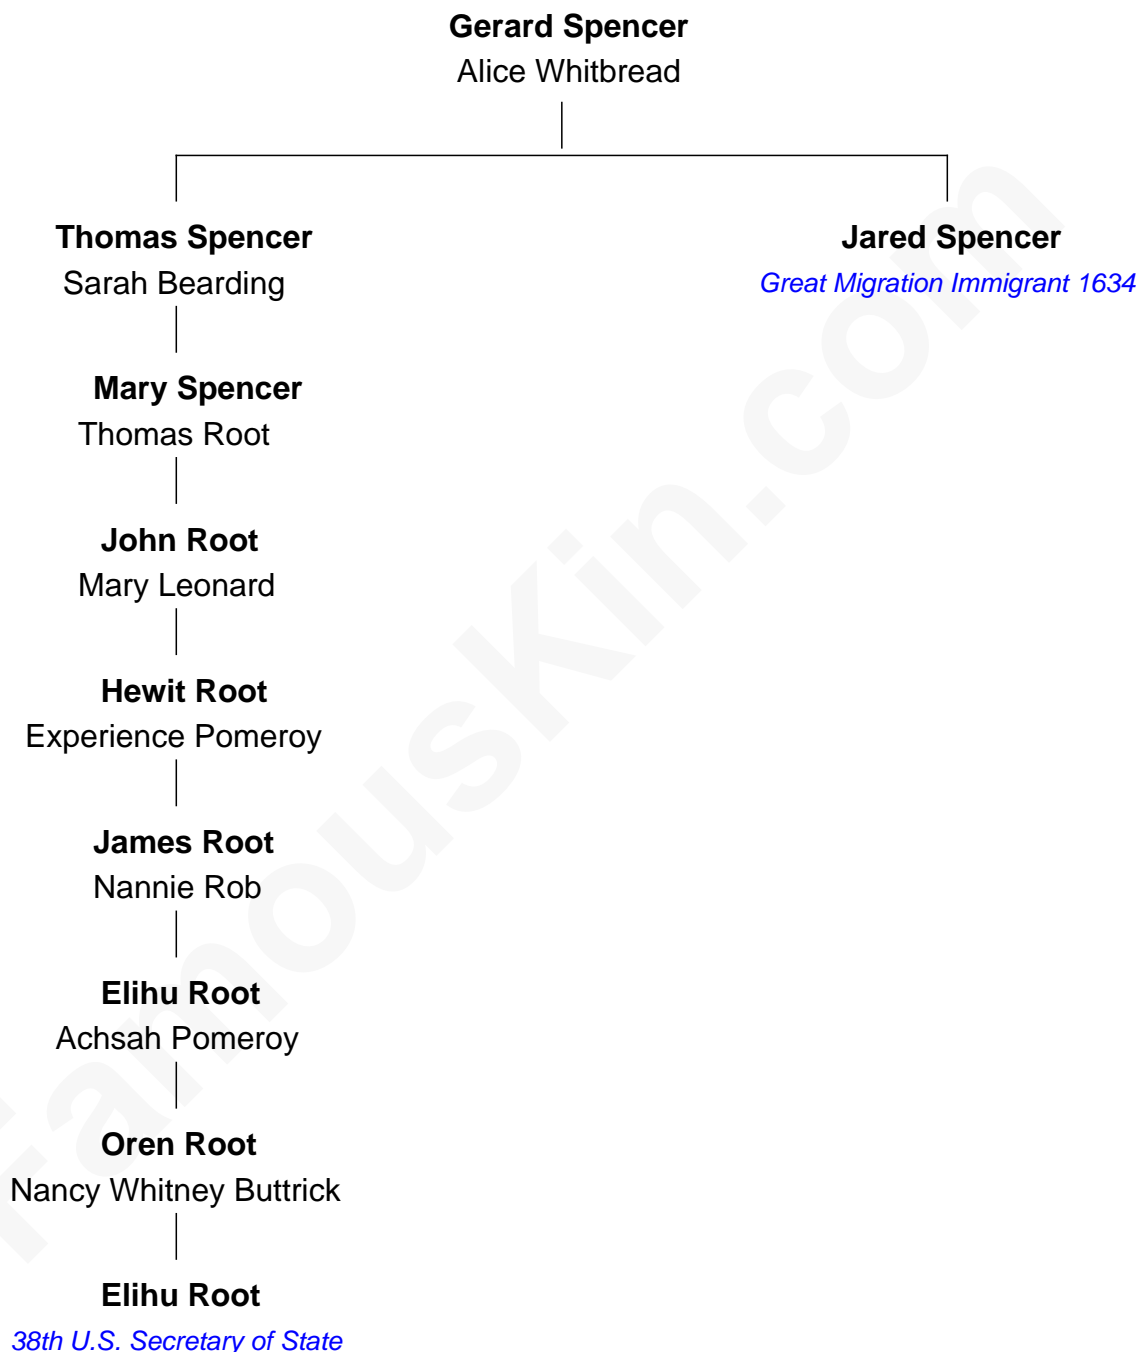 Gerard Spencer
Alice Whitbread
Thomas Spencer
Jared Spencer
Sarah Bearding
Great Migration Immigrant 1634
Mary Spencer
Thomas Root
John Root
Mary Leonard
Hewit Root
Experience Pomeroy
James Root
Nannie Rob
Elihu Root
Achsah Pomeroy
Oren Root
Nancy Whitney Buttrick
Elihu Root
38th U.S. Secretary of State
FamousKin.com